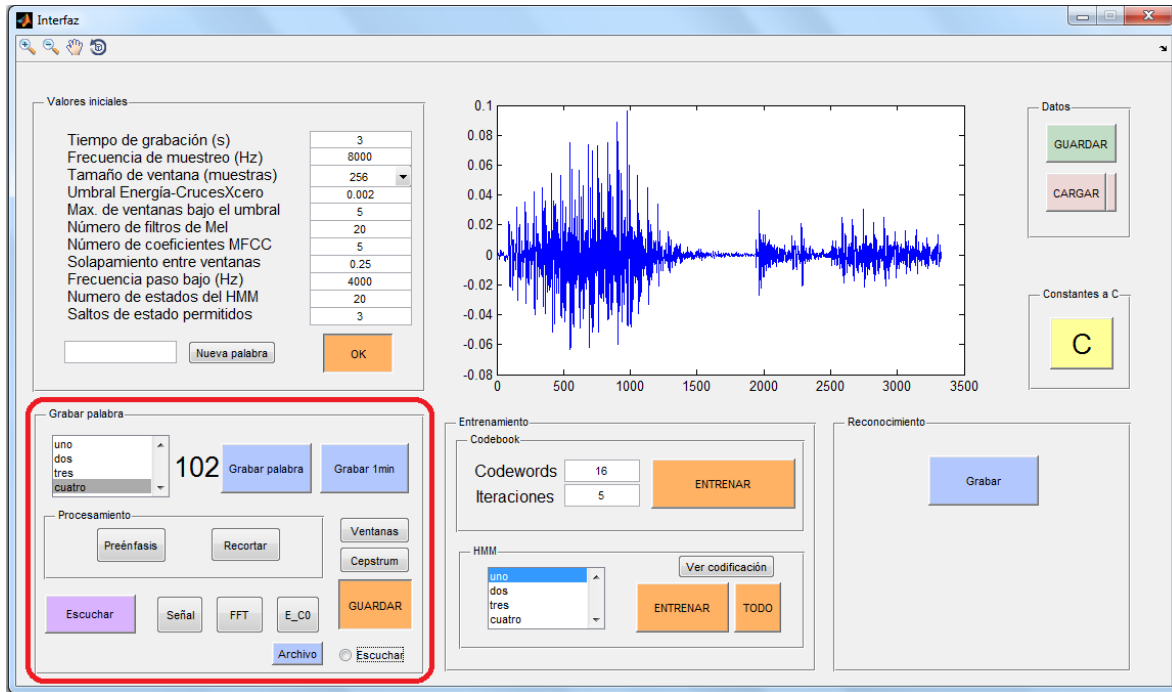 Interfaz
Valores iniciales
Tiempo de grabación (s) 3
Frecuencia de muestreo (Hz) 8000
Tamaño de ventana (muestras) 256
Umbral Energía-CrucesXcero 0.002
Max. de ventanas bajo el umbral 5
Número de filtros de Mel 20
Número de coeficientes MFCC 5
Solapamiento entre ventanas 0.25
Frecuencia paso bajo (Hz) 4000
Numero de estados del HMM 20
Saltos de estado permitidos 3
Nueva palabra OK
0.1
0.08
0.06
0.04
0.02
0
-0.02
-0.04
-0.06
-0.08
0 500 1000 1500 2000 2500 3000 3500
Datos
GUARDAR
CARGAR
Constantes a C
C
Grabar palabra
uno
dos
tres
cuatro
102 Grabar palabra Grabar 1min
Procesamiento
Preénfasis Recortar
Ventanas
Cepstrum
GUARDAR
Escuchar Señal FFT E_C0
Archivo Escuchar
Entrenamiento
Codebook
Codewords 16
Iteraciones 5
ENTRENAR
HMM
uno
dos
tres
cuatro
Ver codificación
ENTRENAR TODO
Reconocimiento
Grabar